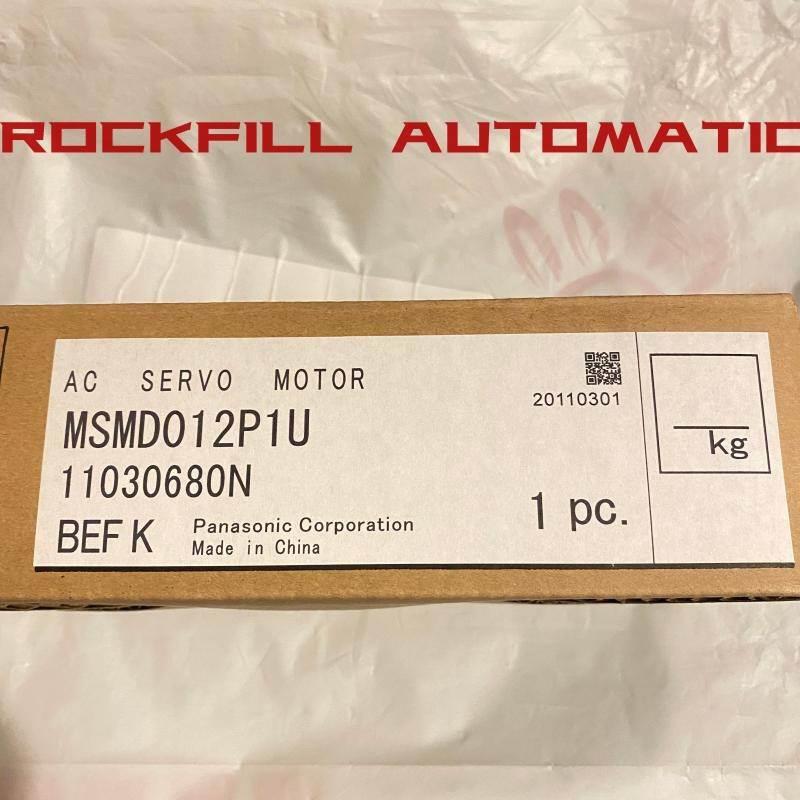 ROCKFILL AUTOMATIC
AC SERVO MOTOR
20110301
MSMD012P1U
kg
11030680N
1 pc.
BEF K
Panasonic Corporation
Made in China